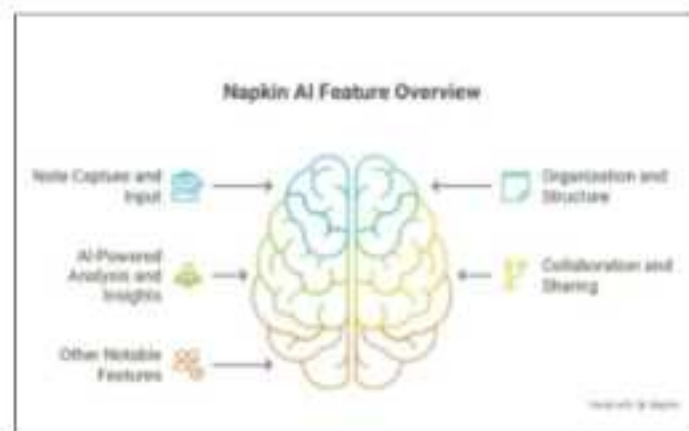 Napkin AI Feature Overview
Note Capture and
Input
Organization and
Structure
AI-Powered
Analysis and
Insights
Collaboration and
Sharing
Other Notable
Features